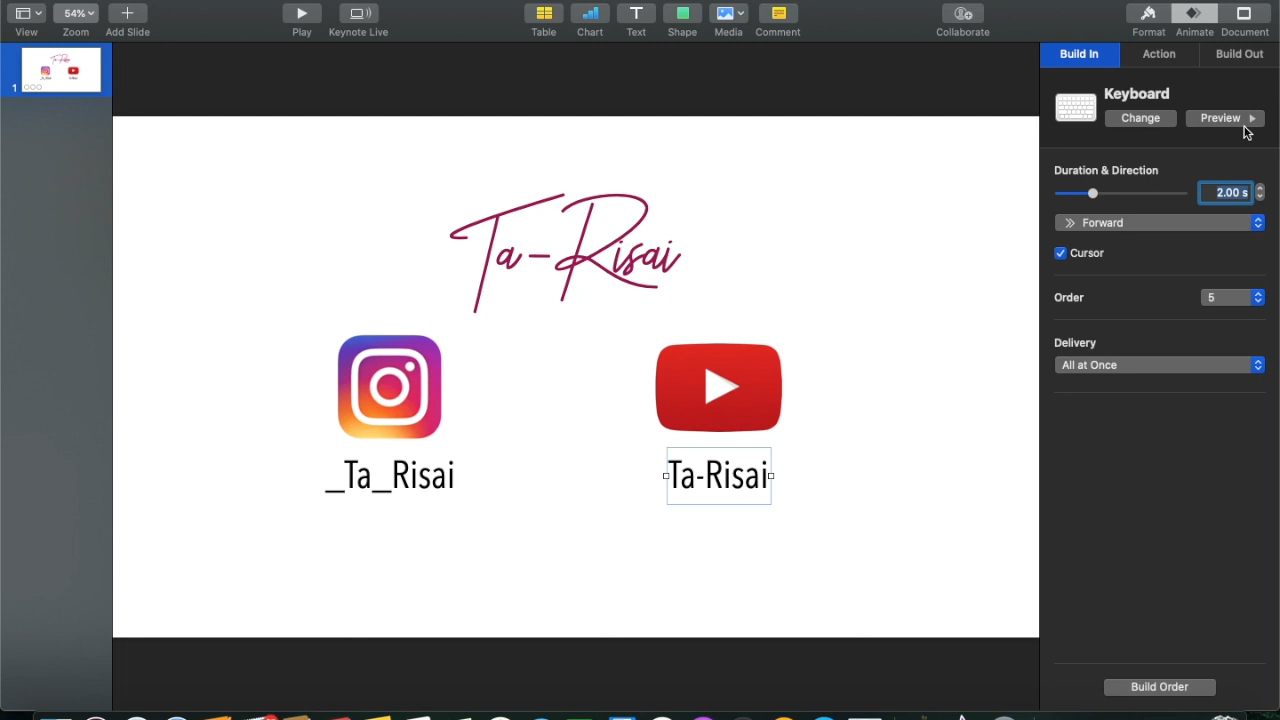 54%
View Zoom Add Slide Play Keynote Live Table Chart Text Shape Media Comment Collaborate Format Animate Document
Build In Action Build Out
1
Keyboard
Change Preview
Duration & Direction
2.00 s
Forward
Cursor
Order 5
Delivery
All at Once
Build Order
Ta-Risai
_Ta_Risai Ta-Risai